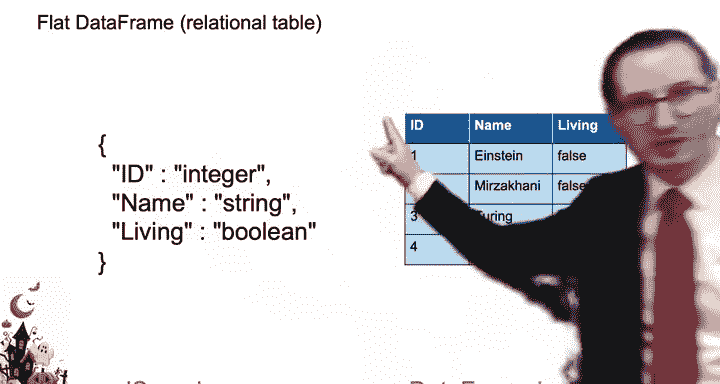 Flat DataFrame (relational table)
{
"ID" : "integer",
"Name" : "string",
"Living" : "boolean"
}
ID Name Living
1 Einstein false
Mirzakhani false
3 Turing
4